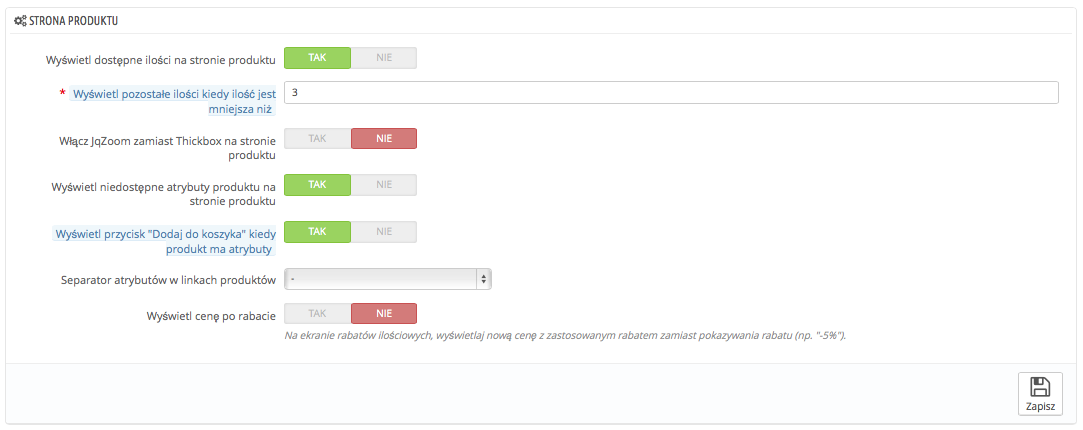 STRONA PRODUKTU
Wyświetl dostępne ilości na stronie produktu TAK NIE
* Wyświetl pozostałe ilości kiedy ilość jest 3
mniejsza niż
Włącz JqZoom zamiast Thickbox na stronie TAK NIE
produktu
Wyświetl niedostępne atrybuty produktu na TAK NIE
stronie produktu
Wyświetl przycisk "Dodaj do koszyka" kiedy TAK NIE
produkt ma atrybuty
Separator atrybutów w linkach produktów -
Wyświetl cenę po rabacie TAK NIE
Na ekranie rabatów ilościowych, wyświetlaj nową cenę z zastosowanym rabatem zamiast pokazywania rabatu (np. "-5%").
Zapisz